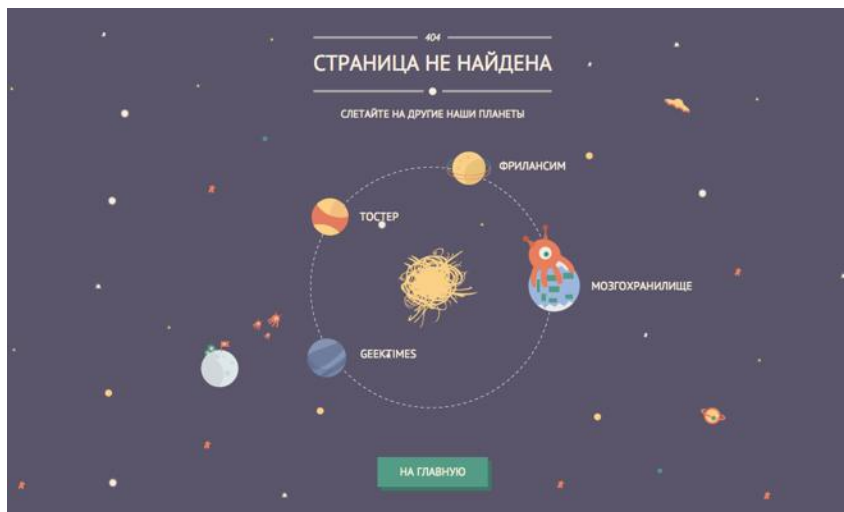 404
СТРАНИЦА НЕ НАЙДЕНА
СЛЕТАЙТЕ НА ДРУГИЕ НАШИ ПЛАНЕТЫ
ФРИЛАНСИМ
ТОСТЕР
МОЗГОХРАНИЛИЩЕ
GEEKTIMES
НА ГЛАВНУЮ